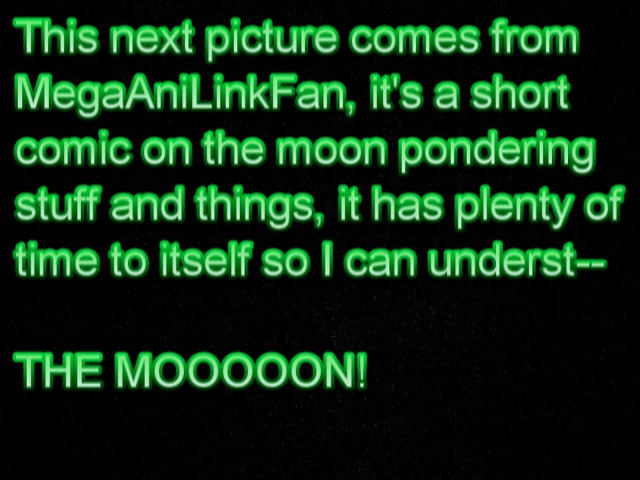 This next picture comes from
MegaAniLinkFan, it's a short
comic on the moon pondering
stuff and things, it has plenty of
time to itself so I can underst--
THE MOOOOON!